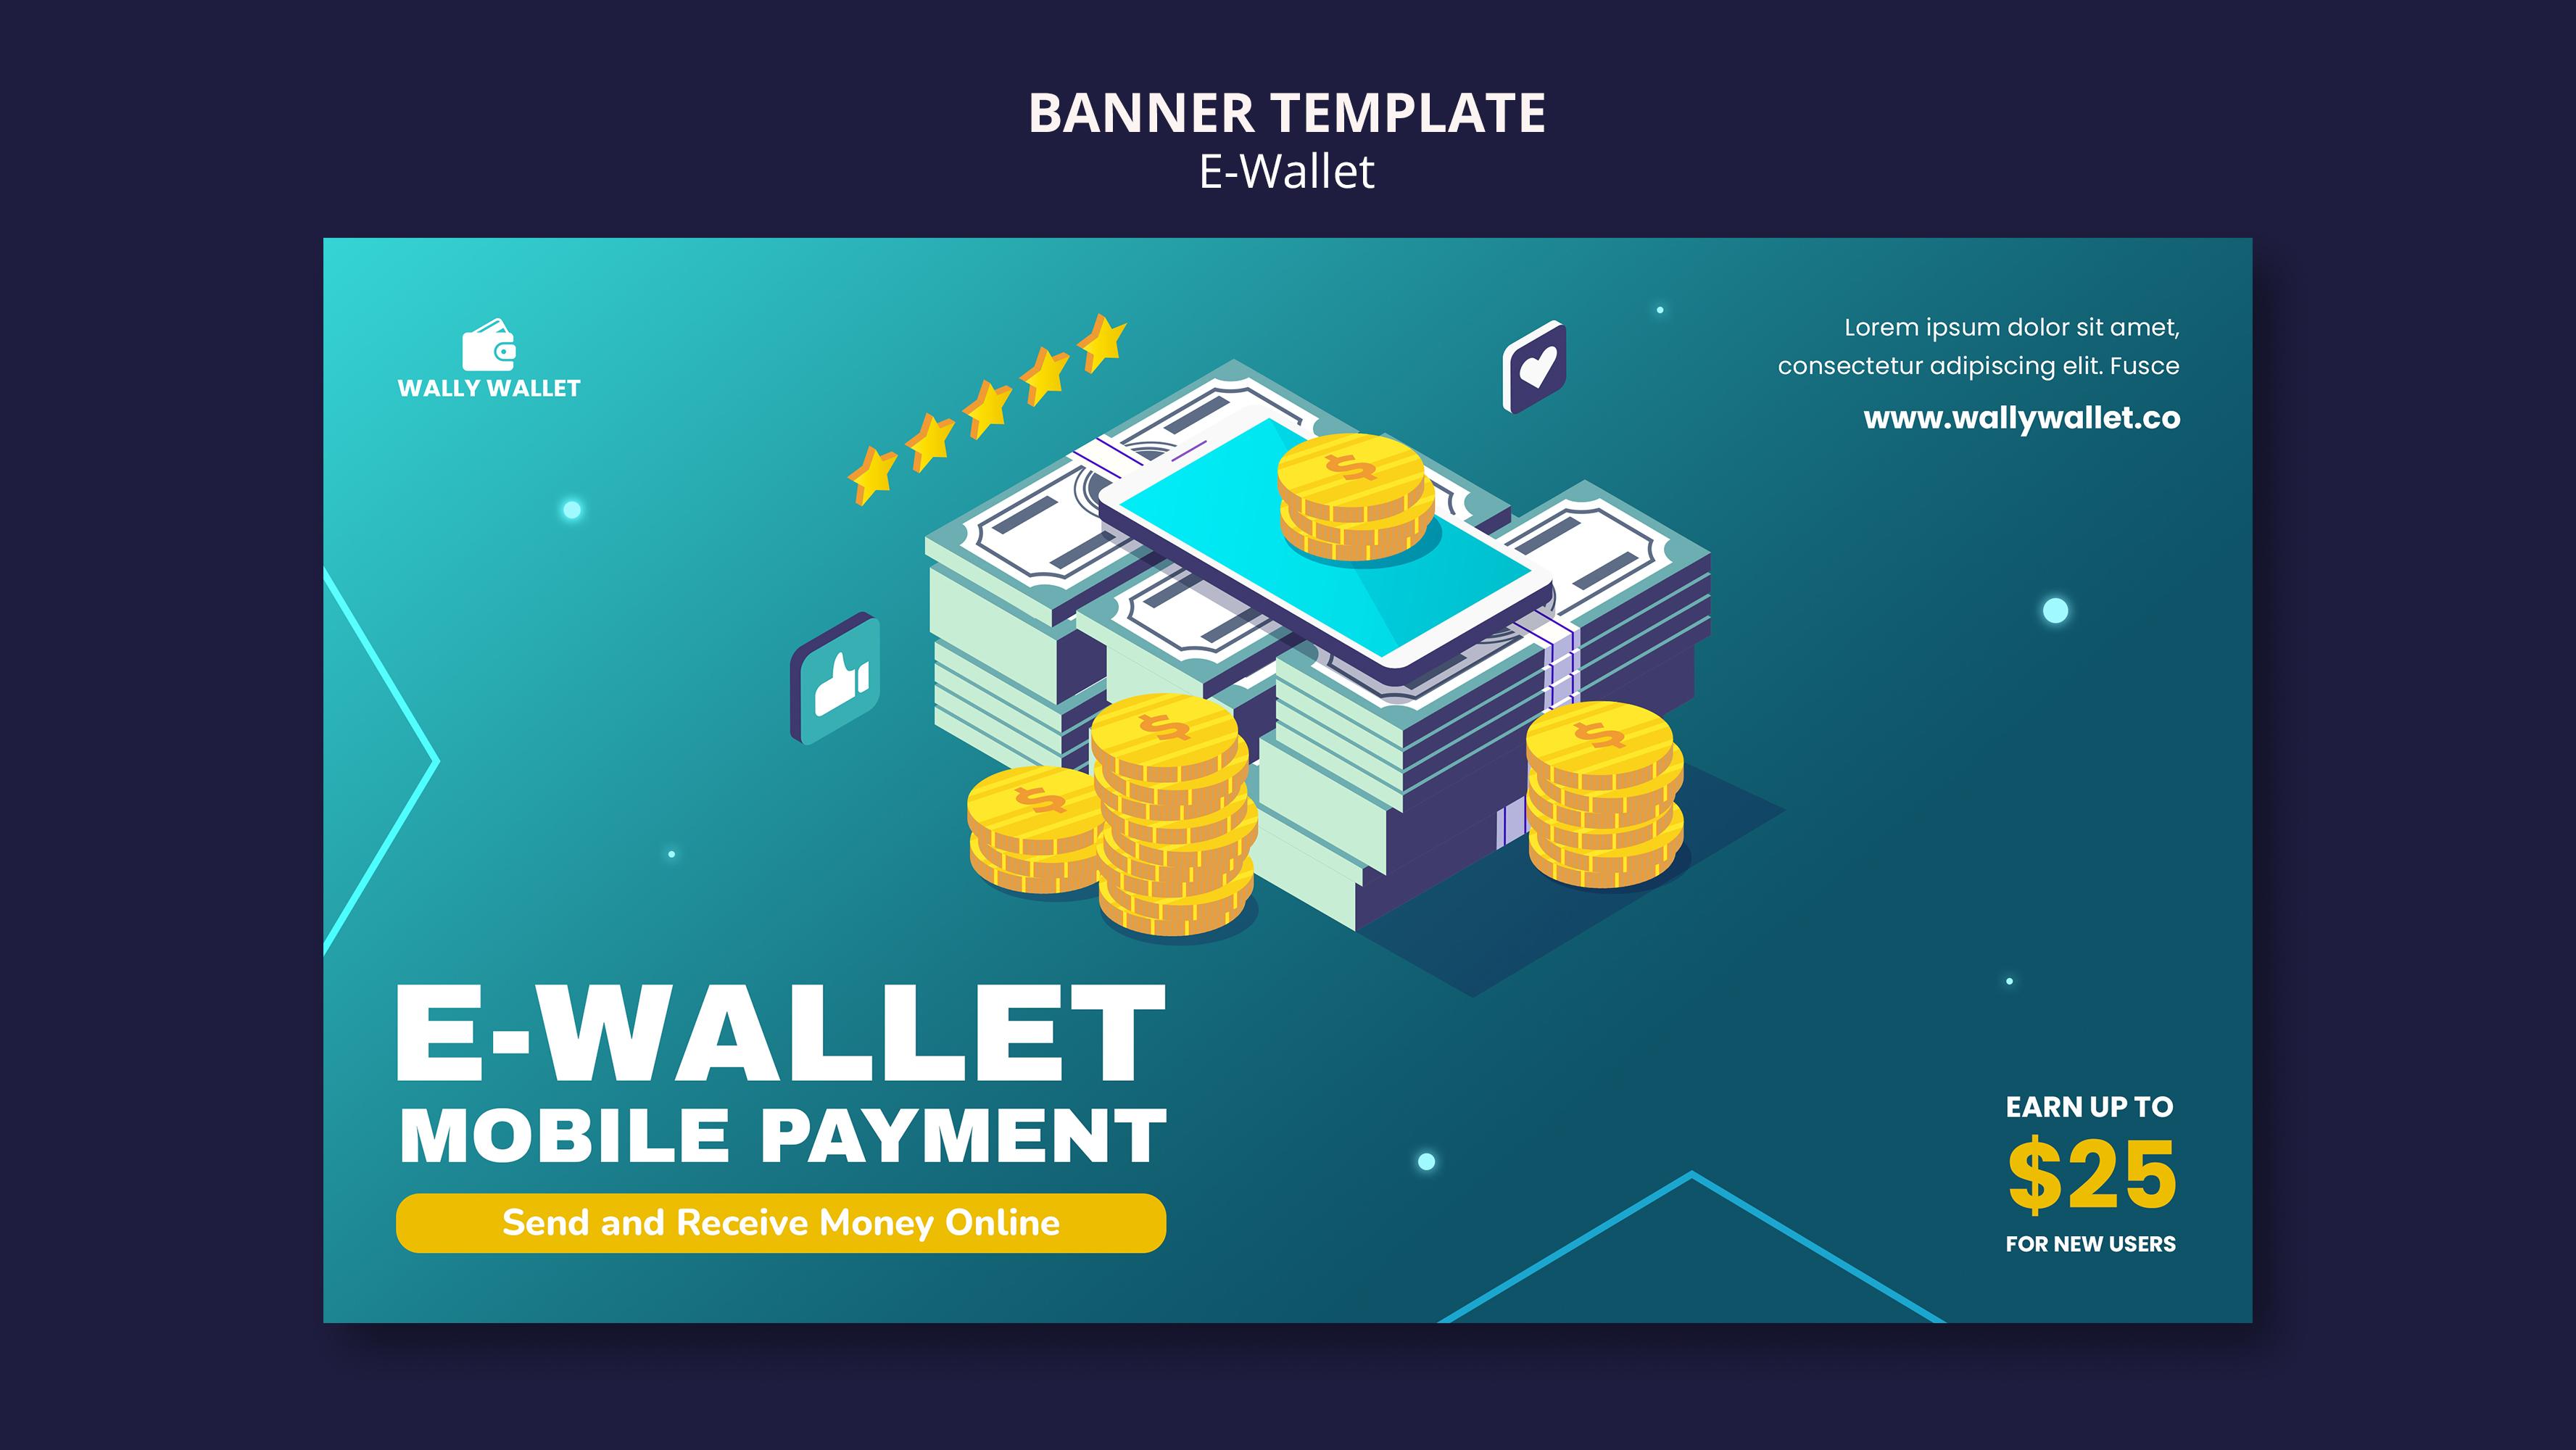 BANNER TEMPLATE
E-Wallet
WALLY WALLET
Lorem ipsum dolor sit amet,
consectetur adipiscing elit. Fusce
www.wallywallet.co
$
$
$
$
E-WALLET
MOBILE PAYMENT
Send and Receive Money Online
EARN UP TO
$25
FOR NEW USERS